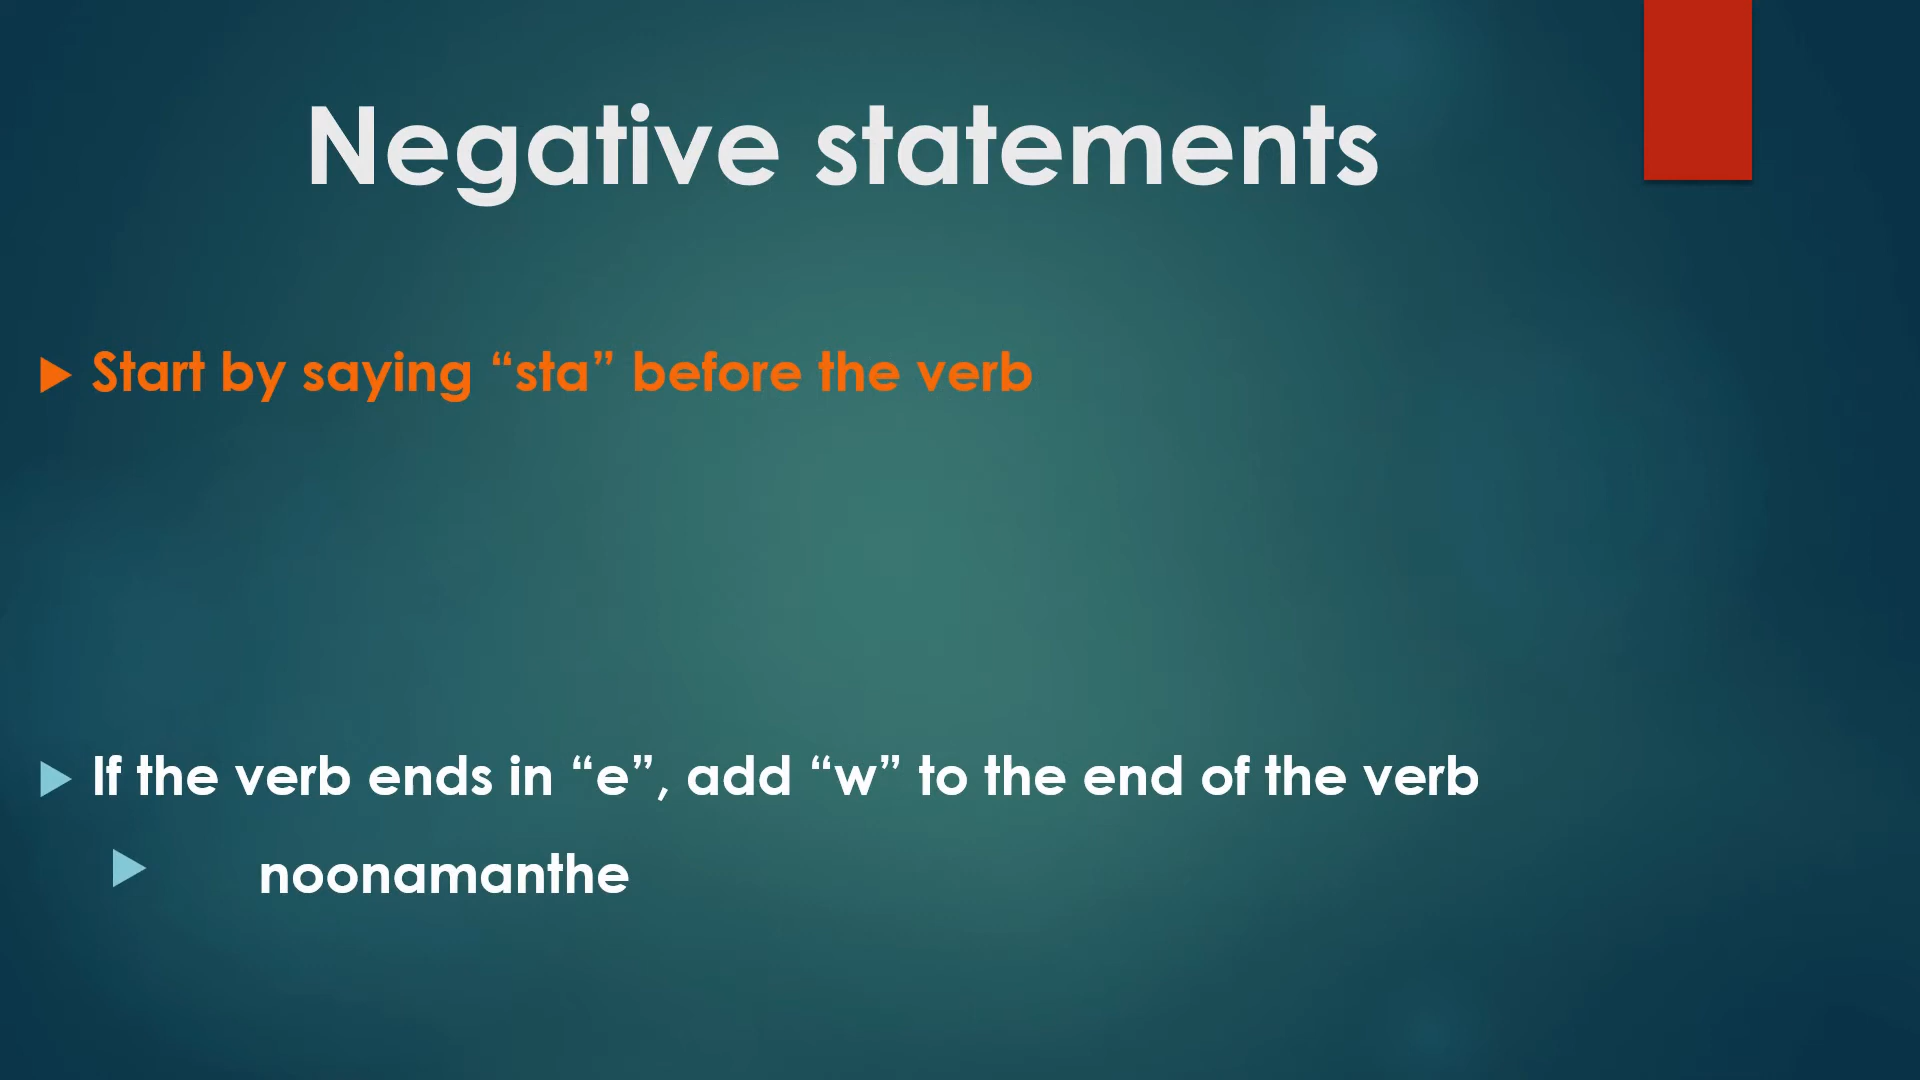 Negative statements
Start by saying “sta” before the verb
If the verb ends in “e”, add “w” to the end of the verb
noonamanthe